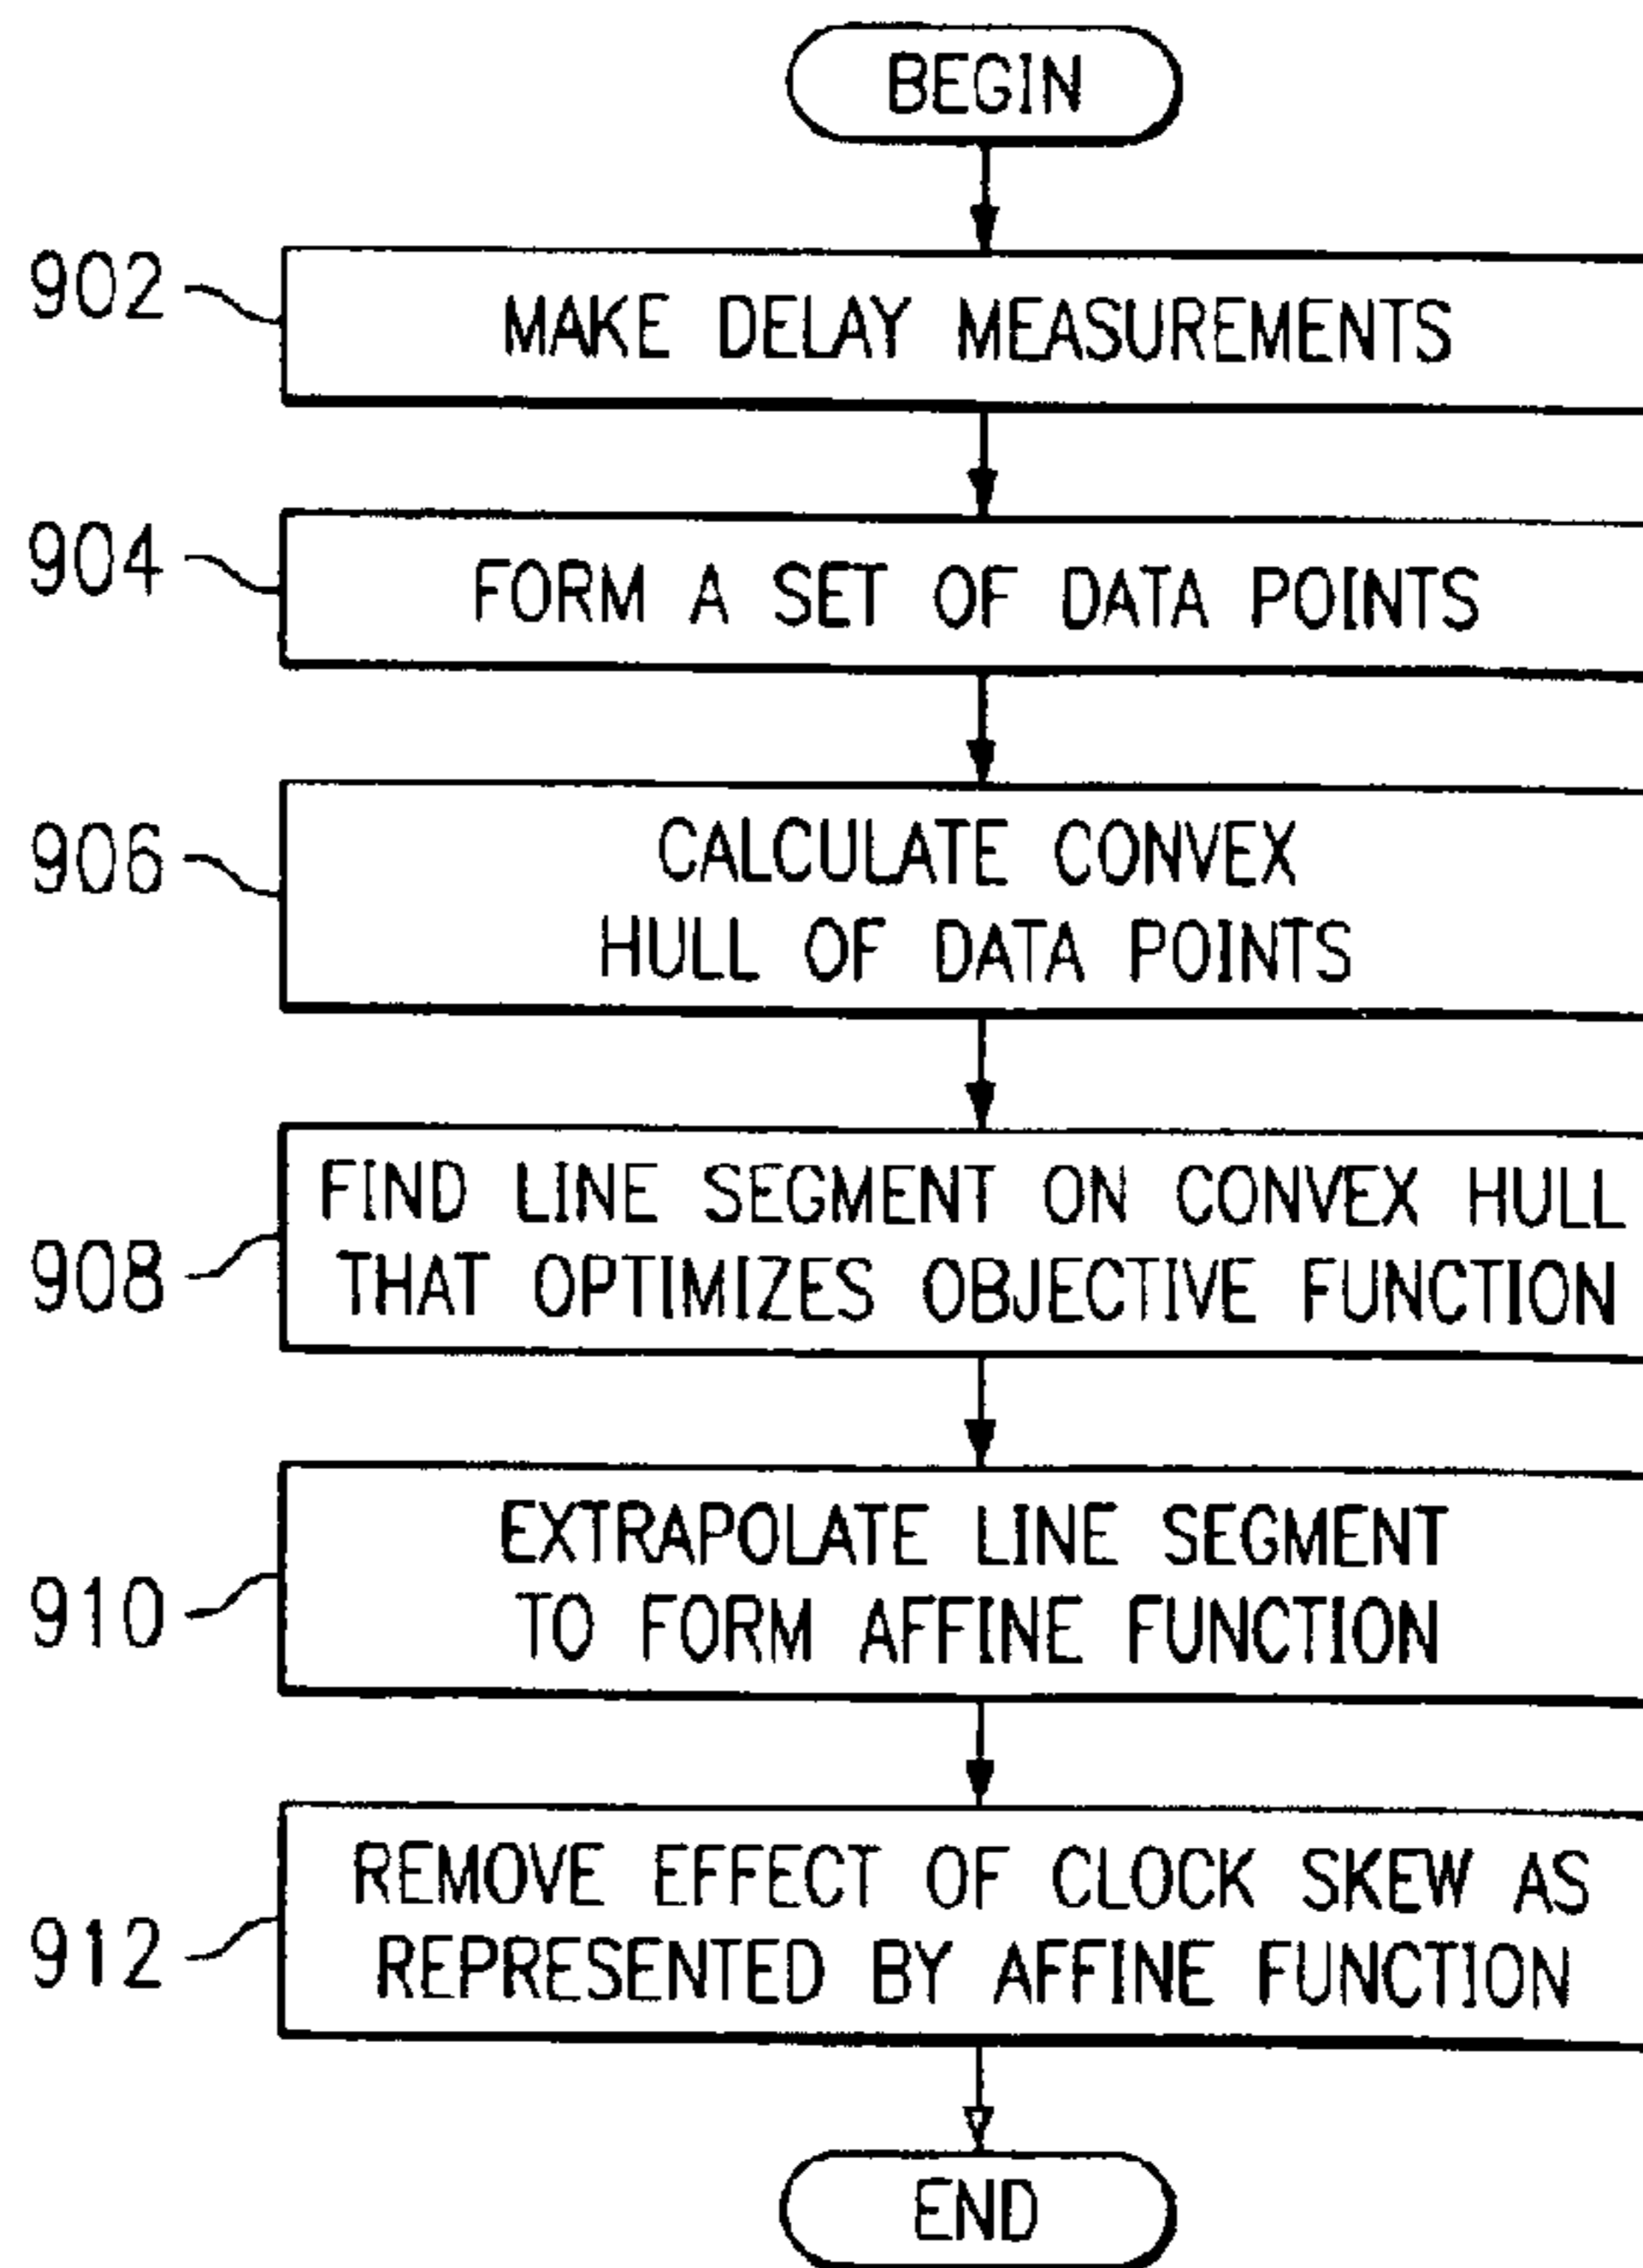 BEGIN
902
MAKE DELAY MEASUREMENTS
904
FORM A SET OF DATA POINTS
906
CALCULATE CONVEX
HULL OF DATA POINTS
908
FIND LINE SEGMENT ON CONVEX HULL
THAT OPTIMIZES OBJECTIVE FUNCTION
910
EXTRAPOLATE LINE SEGMENT
TO FORM AFFINE FUNCTION
912
REMOVE EFFECT OF CLOCK SKEW AS
REPRESENTED BY AFFINE FUNCTION
END